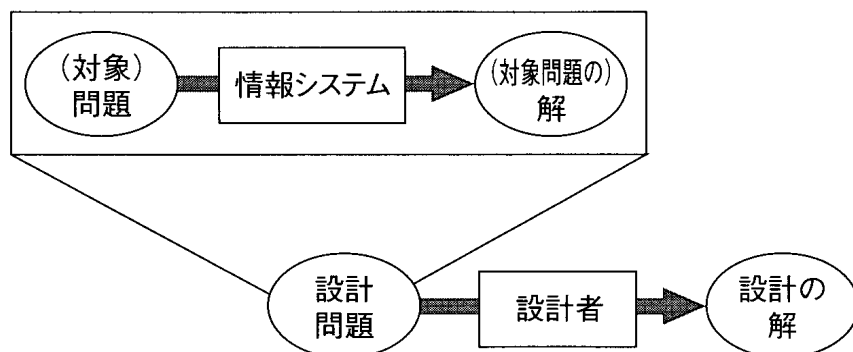 (対象)
問題
情報システム
(対象問題の)
解
設計
問題
設計者
設計の
解